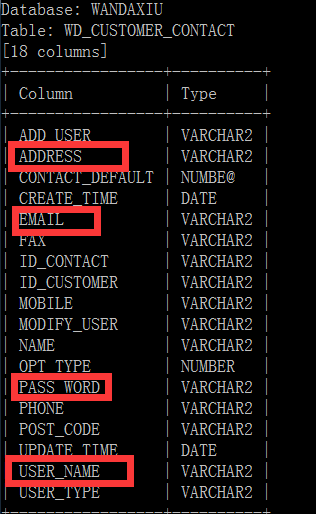 Database: WANDAXIU
Table: WD_CUSTOMER_CONTACT
[18 columns]
+-----------------+----------+
| Column | Type |
+-----------------+----------+
| ADD_USER | VARCHAR2 |
| ADDRESS | VARCHAR2 |
| CONTACT_DEFAULT | NUMBE@ |
| CREATE_TIME | DATE |
| EMAIL | VARCHAR2 |
| FAX | VARCHAR2 |
| ID_CONTACT | VARCHAR2 |
| ID_CUSTOMER | VARCHAR2 |
| MOBILE | VARCHAR2 |
| MODIFY_USER | VARCHAR2 |
| NAME | VARCHAR2 |
| OPT_TYPE | NUMBER |
| PASS_WORD | VARCHAR2 |
| PHONE | VARCHAR2 |
| POST_CODE | VARCHAR2 |
| UPDATE_TIME | DATE |
| USER_NAME | VARCHAR2 |
| USER_TYPE | VARCHAR2 |
+-----------------+----------+